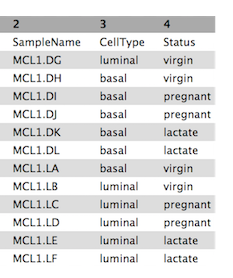 2 3 4
SampleName CellType Status
MCL1.DG luminal virgin
MCL1.DH basal virgin
MCL1.DI basal pregnant
MCL1.DJ basal pregnant
MCL1.DK basal lactate
MCL1.DL basal lactate
MCL1.LA basal virgin
MCL1.LB luminal virgin
MCL1.LC luminal pregnant
MCL1.LD luminal pregnant
MCL1.LE luminal lactate
MCL1.LF luminal lactate